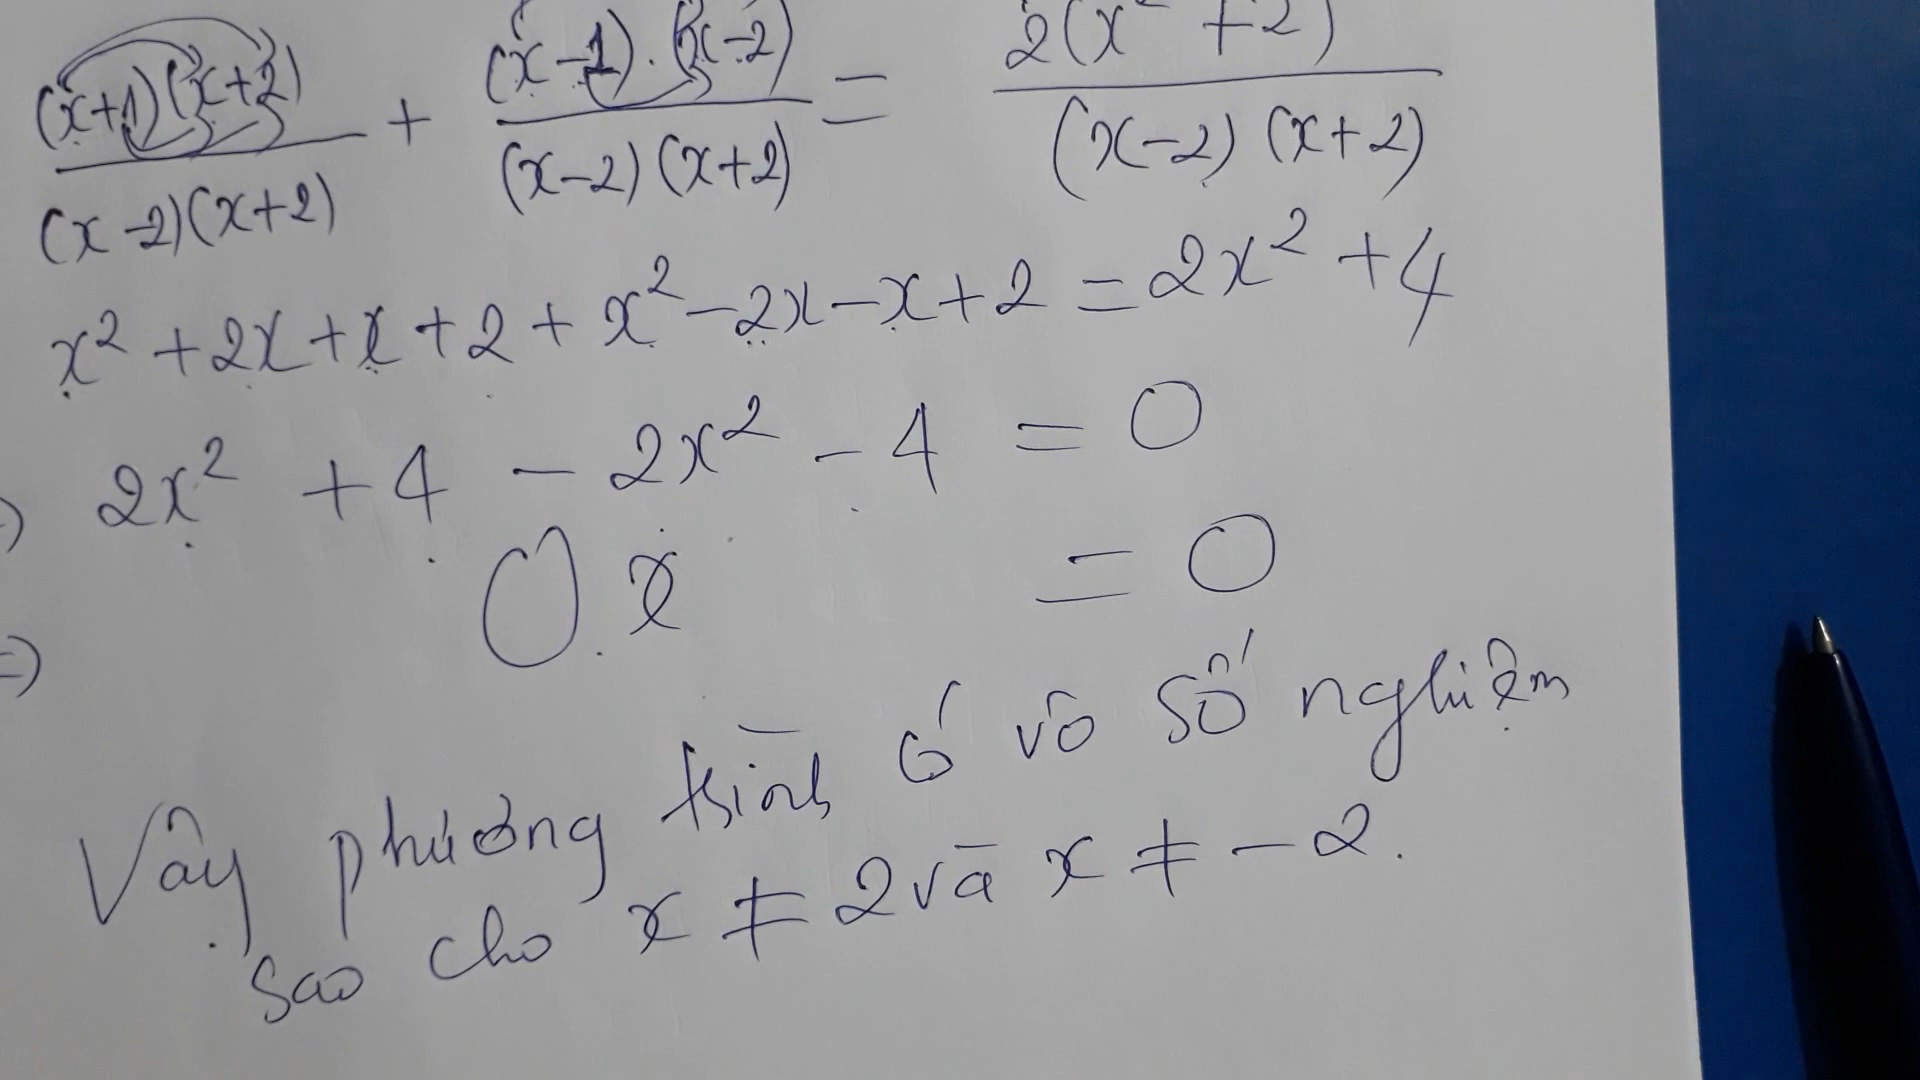 (x+1)(x+2) / (x-2)(x+2) + (x-1).(x-2) / (x-2)(x+2) = 2(x² +2) / (x-2)(x+2)
x² +2x+x+2+x²-2x-x+2=2x² +4
2x² +4 - 2x² - 4 = 0
=) 0.x = 0
Vậy phương trình có vô số nghiệm
sao cho x ≠ 2 và x ≠ -2.